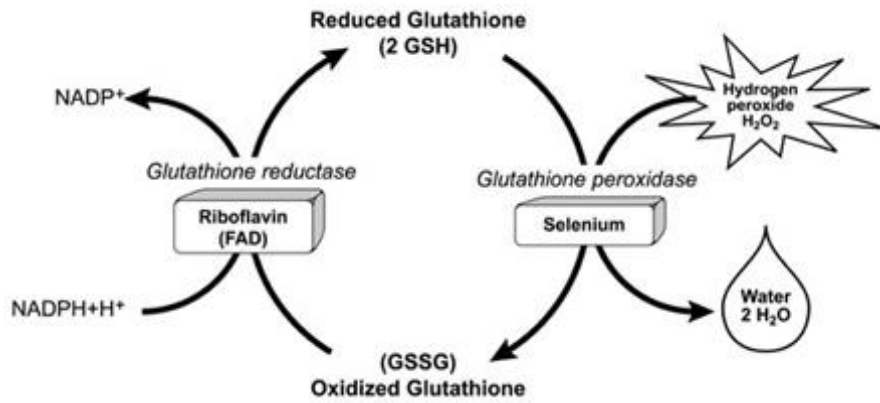 Reduced Glutathione
(2 GSH)
NADP⁺
Hydrogen
peroxide
H₂O₂
Glutathione reductase
Glutathione peroxidase
Riboflavin
(FAD)
Selenium
NADPH+H⁺
Water
2 H₂O
(GSSG)
Oxidized Glutathione